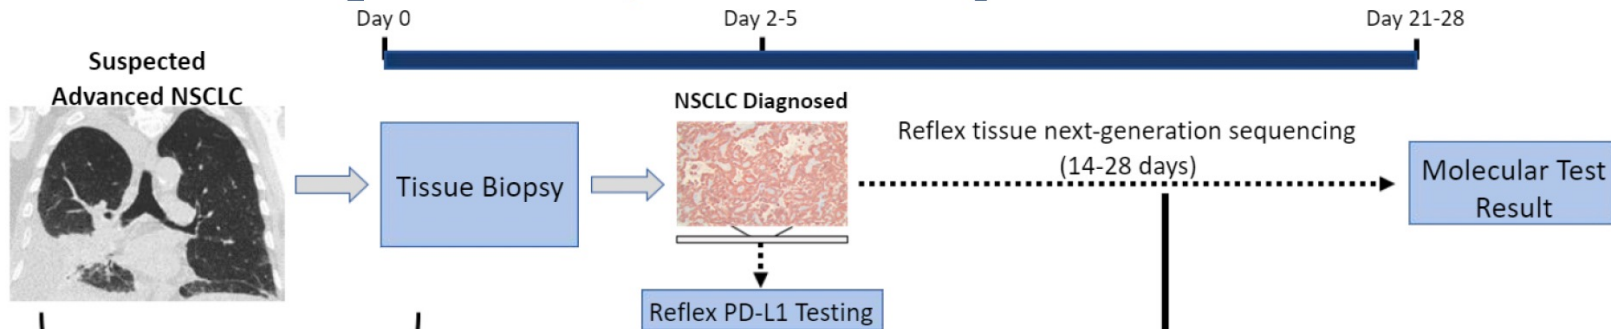 Day 0
Day 2-5
Day 21-28
Suspected
Advanced NSCLC
Tissue Biopsy
NSCLC Diagnosed
Reflex PD-L1 Testing
Reflex tissue next-generation sequencing
(14-28 days)
Molecular Test
Result